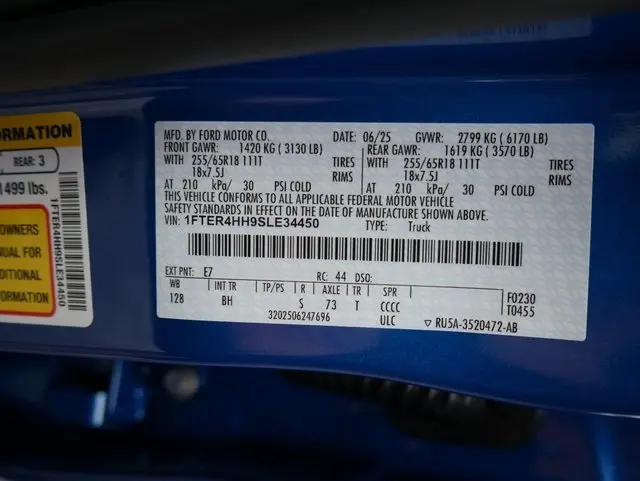 ORMATION
REAR: 3
1499 lbs.
OWNERS
NUAL FOR
DITIONAL
FORMATION
1FTER4HH9SLE34450
MFD. BY FORD MOTOR CO. DATE: 06/25 GVWR: 2799 KG ( 6170 LB)
FRONT GAWR: 1420 KG ( 3130 LB) REAR GAWR: 1619 KG ( 3570 LB)
WITH 255/65R18 111T TIRES WITH 255/65R18 111T TIRES
18x7.5J RIMS 18x7.5J RIMS
AT 210 kPa/ 30 PSI COLD AT 210 kPa/ 30 PSI COLD
THIS VEHICLE CONFORMS TO ALL APPLICABLE FEDERAL MOTOR VEHICLE
SAFETY STANDARDS IN EFFECT ON THE DATE OF MANUFACTURE SHOWN ABOVE.
VIN: 1FTER4HH9SLE34450 TYPE: Truck
EXT PNT: E7 RC: 44 DSO:
WB INT TR TP/PS R AXLE TR SPR F0230
128 BH S 73 T CCCC T0455
3202506247696 ULC ▽ RU5A-3520472-AB